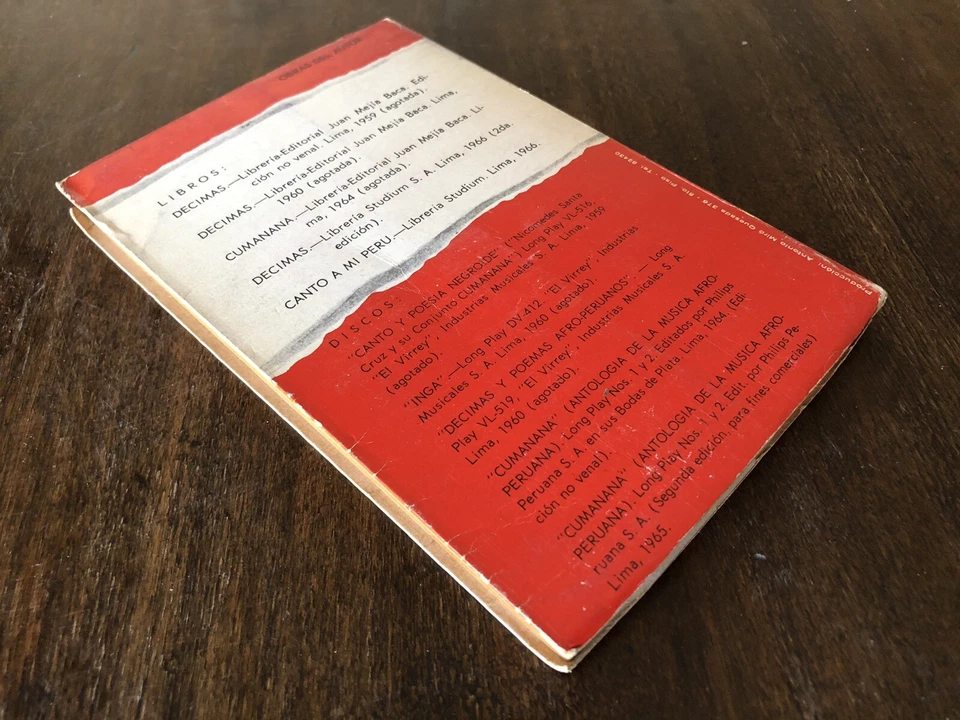 OBRAS DEL AUTOR
LIBROS:
DECIMAS.—Librería-Editorial Juan Mejía Baca. Edi-
ción no venal. Lima, 1959 (agotada).
DECIMAS.—Librería-Editorial Juan Mejía Baca. Lima,
1960 (agotada).
CUMANANA.—Librería-Editorial Juan Mejía Baca. Li-
ma, 1964 (agotada).
DECIMAS.—Librería Studium S. A. Lima, 1966 (2da.
edición).
CANTO A MI PERU.—Librería Studium. Lima, 1966.
DISCOS:
"CANTO Y POESIA NEGROIDE" ("Nicomedes Santa
Cruz y su Conjunto CUMANANA") Long Play VL-516,
"El Virrey", Industrias Musicales S. A. Lima, 1959
(agotado).
"INGA" —Long Play DV-412. "El Virrey", Industrias
Musicales S. A. Lima, 1960 (agotado).
"DECIMAS Y POEMAS AFRO-PERUANOS" — Long
Play VL-519. "El Virrey", Industrias Musicales S. A.
Lima, 1960 (agotado).
"CUMANANA" (ANTOLOGIA DE LA MUSICA AFRO-
PERUANA). Long Play Nos. 1 y 2. Editados por Philips
Peruana S. A. en sus Bodas de Plata. Lima, 1964. (Edi-
ción no venal).
"CUMANANA" (ANTOLOGIA DE LA MUSICA AFRO-
PERUANA). Long Play Nos. 1 y 2. Edit. por Philips Pe-
ruana S. A. (Segunda edición, para fines comerciales)
Lima, 1965.
Producción: Antonio Miro Quesada 376 - 6to. Piso - Tel. 82430